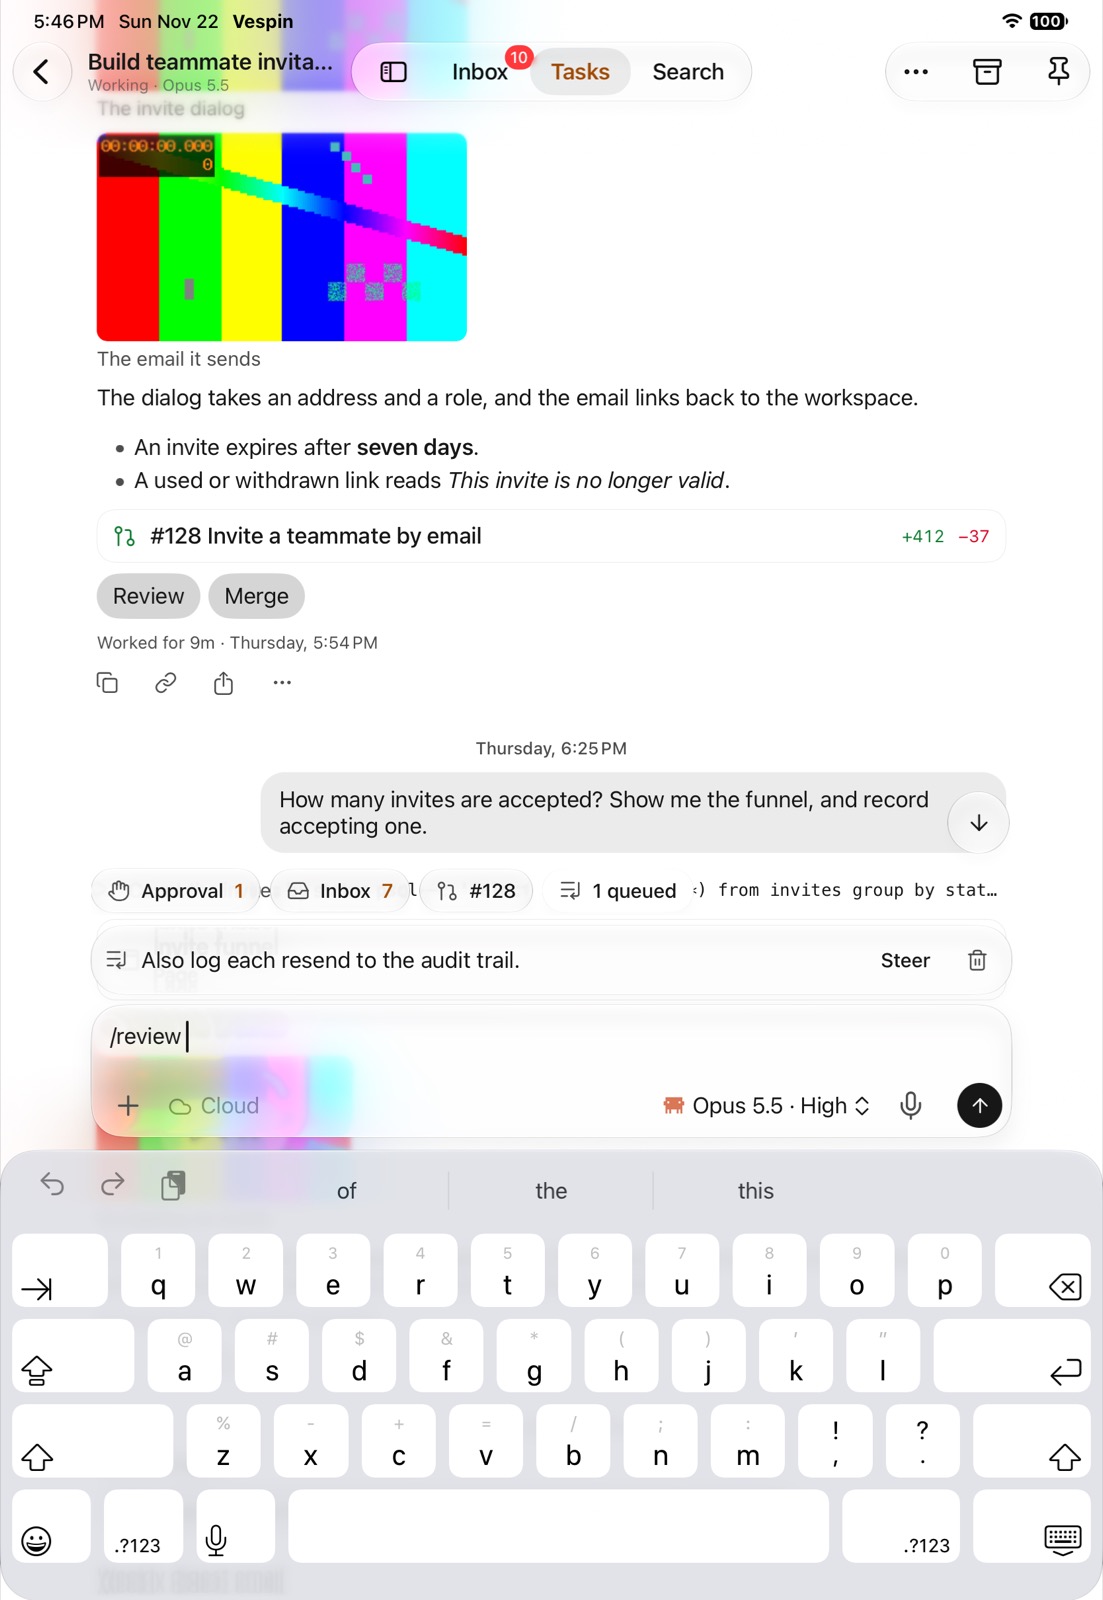 5:46 PM Sun Nov 22 Vespin
100
Build teammate invita...
Working · Opus 5.5
Inbox 10 Tasks Search
The invite dialog
00:00:00.000
0
The email it sends
The dialog takes an address and a role, and the email links back to the workspace.
• An invite expires after seven days.
• A used or withdrawn link reads This invite is no longer valid.
#128 Invite a teammate by email +412 −37
Review Merge
Worked for 9m · Thursday, 5:54 PM
Thursday, 6:25 PM
How many invites are accepted? Show me the funnel, and record
accepting one.
Approval 1 Inbox 7 #128 1 queued from invites group by stat…
Also log each resend to the audit trail. Steer
/review
Cloud Opus 5.5 · High
of the this
1 2 3 4 5 6 7 8 9 0
q w e r t y u i o p
@ # $ & * ( ) ' "
a s d f g h j k l
% - + = / ; : ! ?
z x c v b n m , .
.?123 .?123